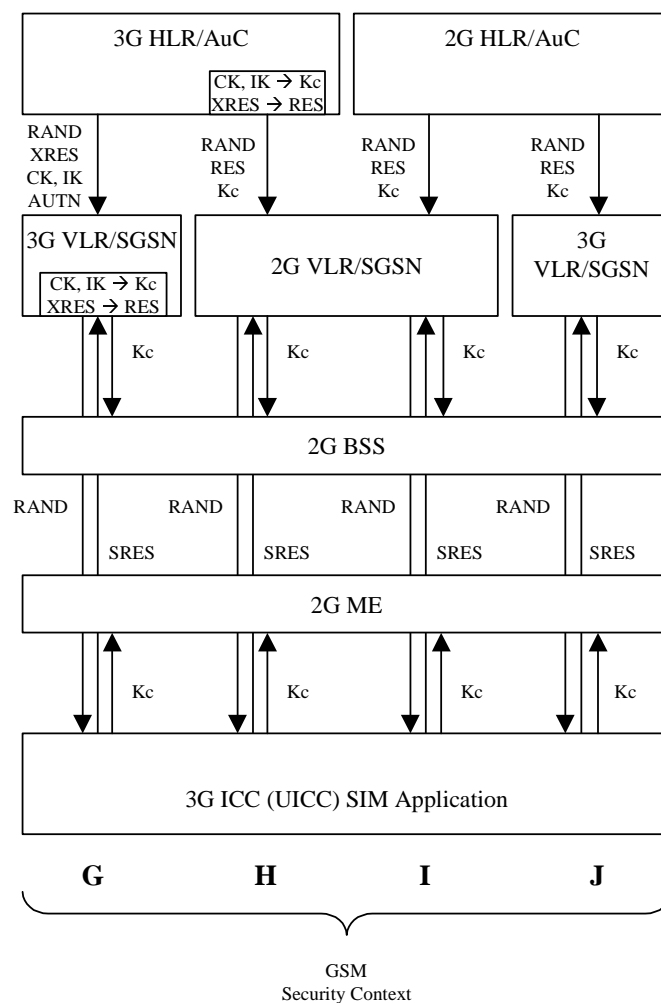 3G HLR/AuC
2G HLR/AuC
CK, IK → Kc
XRES → RES
RAND
XRES
CK, IK
AUTN
RAND
RES
Kc
RAND
RES
Kc
RAND
RES
Kc
3G VLR/SGSN
CK, IK → Kc
XRES → RES
2G VLR/SGSN
3G
VLR/SGSN
Kc
Kc
Kc
Kc
2G BSS
RAND
RAND
RAND
RAND
SRES
SRES
SRES
SRES
2G ME
Kc
Kc
Kc
Kc
3G ICC (UICC) SIM Application
G
H
I
J
GSM
Security Context